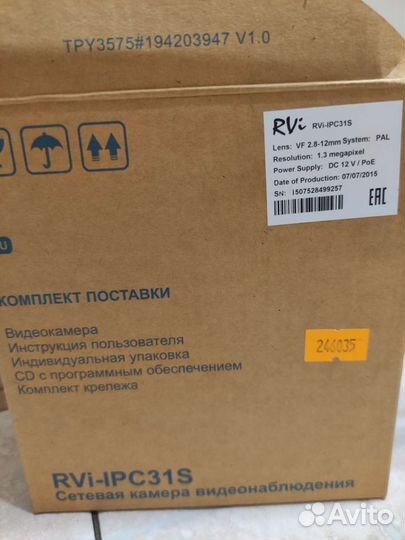 TPY3575#194203947 V1.0
RVi RVi-IPC31S
Lens: VF 2.8-12mm System: PAL
Resolution: 1.3 megapixel
Power Supply: DC 12 V / PoE
Date of Production: 07/07/2015
SN: I507528499257
EAC
RU
КОМПЛЕКТ ПОСТАВКИ
Видеокамера
Инструкция пользователя
Индивидуальная упаковка
CD с программным обеспечением
Комплект крепежа
246035
RVi-IPC31S
Сетевая камера видеонаблюдения
Avito